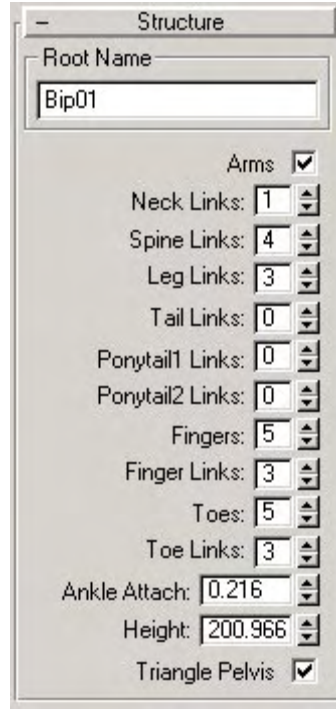 Structure
Root Name
Bip01
Arms
Neck Links: 1
Spine Links: 4
Leg Links: 3
Tail Links: 0
Ponytail1 Links: 0
Ponytail2 Links: 0
Fingers: 5
Finger Links: 3
Toes: 5
Toe Links: 3
Ankle Attach: 0.216
Height: 200.966
Triangle Pelvis